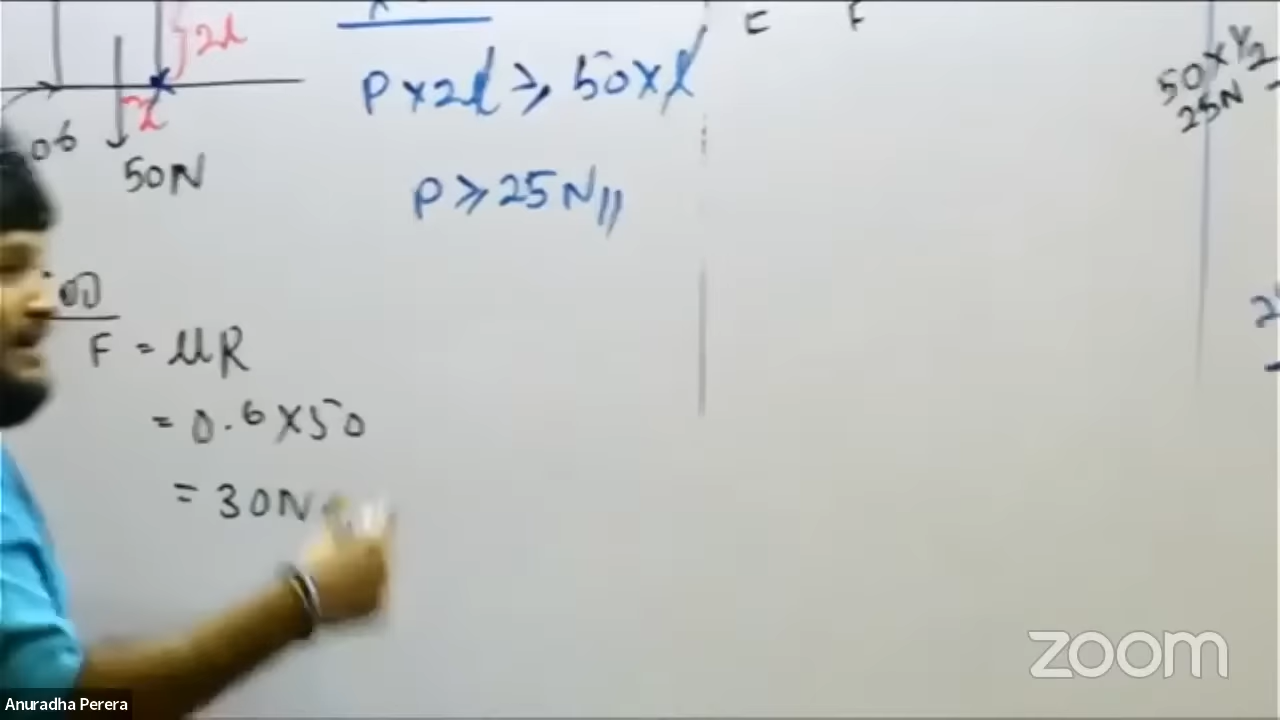 2l
P x 2l ≥ 50 x l
50 x 1/2
25N
06
50N
P ≥ 25N //
F = μR
= 0.6 x 50
= 30N
zoom
Anuradha Perera